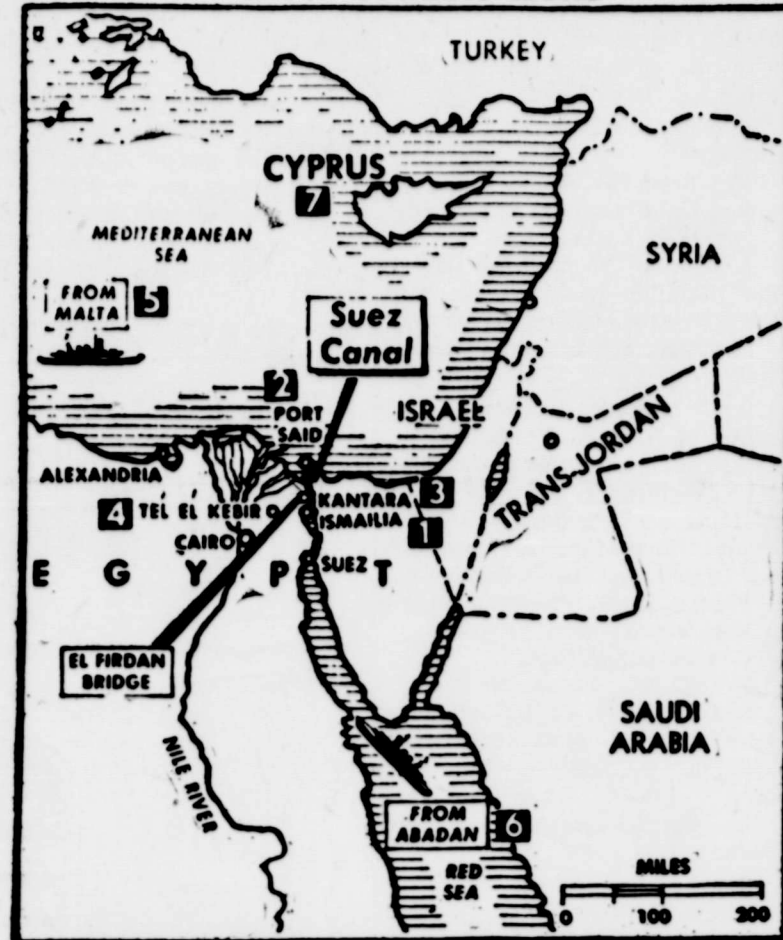 TURKEY
CYPRUS
7
MEDITERRANEAN
SEA
SYRIA
FROM
MALTA
5
Suez
Canal
2
PORT
SAID
ISRAEL
TRANS-JORDAN
ALEXANDRIA
KANTARA
3
4
TEL EL KEBIR
ISMAILIA
1
CAIRO
SUEZ
EGYPT
EL FIRDAN
BRIDGE
NILE RIVER
SAUDI
ARABIA
FROM
ABADAN
6
RED
SEA
MILES
0 100 200